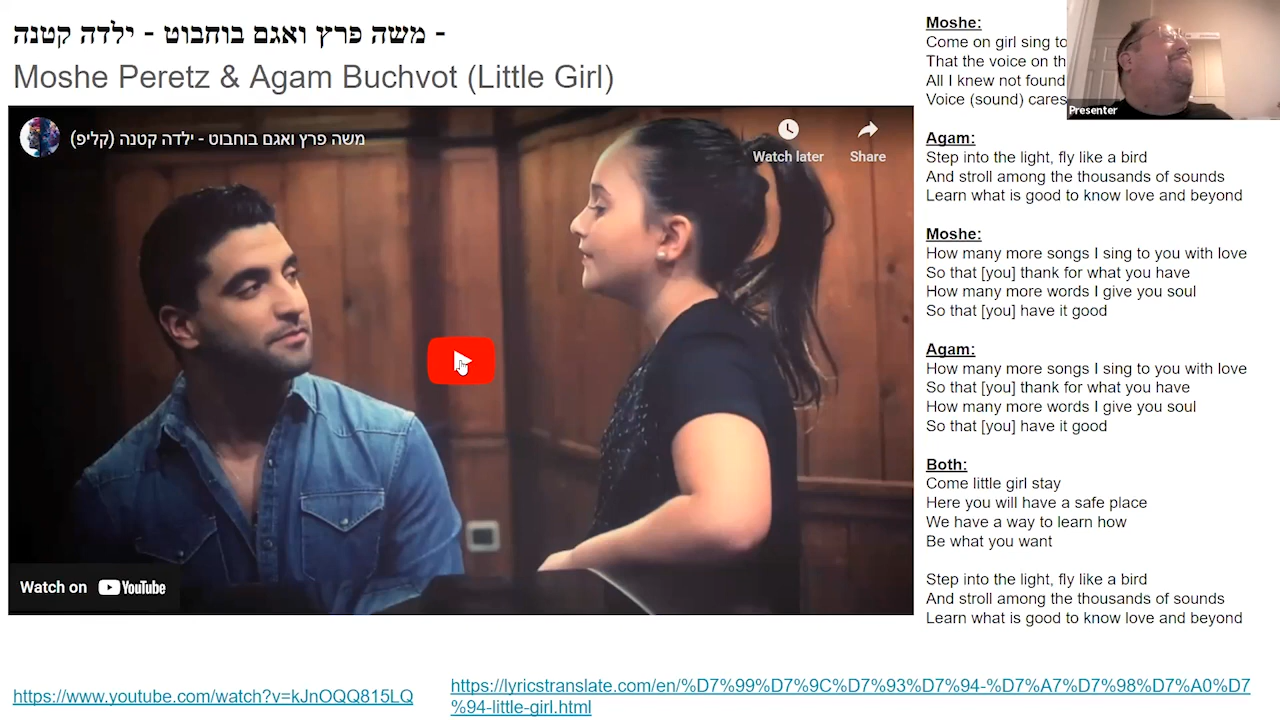 משה פרץ ואגם בוחבוט - ילדה קטנה -
Moshe Peretz & Agam Buchvot (Little Girl)
משה פרץ ואגם בוחבוט - ילדה קטנה (קליפ)
Watch later
Share
Watch on YouTube
Moshe:
Come on girl sing to
That the voice on th
All I knew not found
Voice (sound) cares
Presenter
Agam:
Step into the light, fly like a bird
And stroll among the thousands of sounds
Learn what is good to know love and beyond
Moshe:
How many more songs I sing to you with love
So that [you] thank for what you have
How many more words I give you soul
So that [you] have it good
Agam:
How many more songs I sing to you with love
So that [you] thank for what you have
How many more words I give you soul
So that [you] have it good
Both:
Come little girl stay
Here you will have a safe place
We have a way to learn how
Be what you want
Step into the light, fly like a bird
And stroll among the thousands of sounds
Learn what is good to know love and beyond
https://www.youtube.com/watch?v=kJnOQQ815LQ
https://lyricstranslate.com/en/%D7%99%D7%9C%D7%93%D7%94-%D7%A7%D7%98%D7%A0%D7
%94-little-girl.html